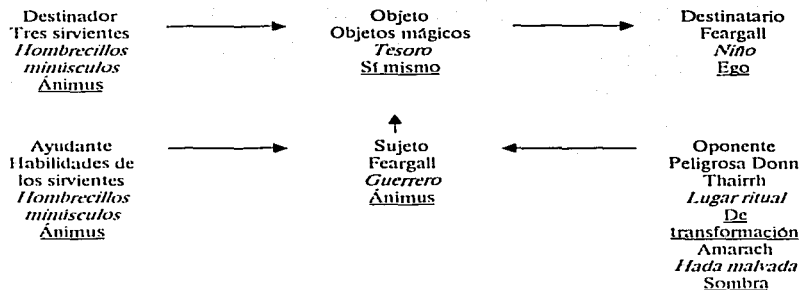 Destinador
Tres sirvientes
Hombrecillos
minúsculos
Ánimus
Objeto
Objetos mágicos
Tesoro
Sí mismo
Destinatario
Feargall
Niño
Ego
Ayudante
Habilidades de
los sirvientes
Hombrecillos
minúsculos
Ánimus
Sujeto
Feargall
Guerrero
Ánimus
Oponente
Peligrosa Donn
Thairrh
Lugar ritual
De
transformación
Amarach
Hada malvada
Sombra